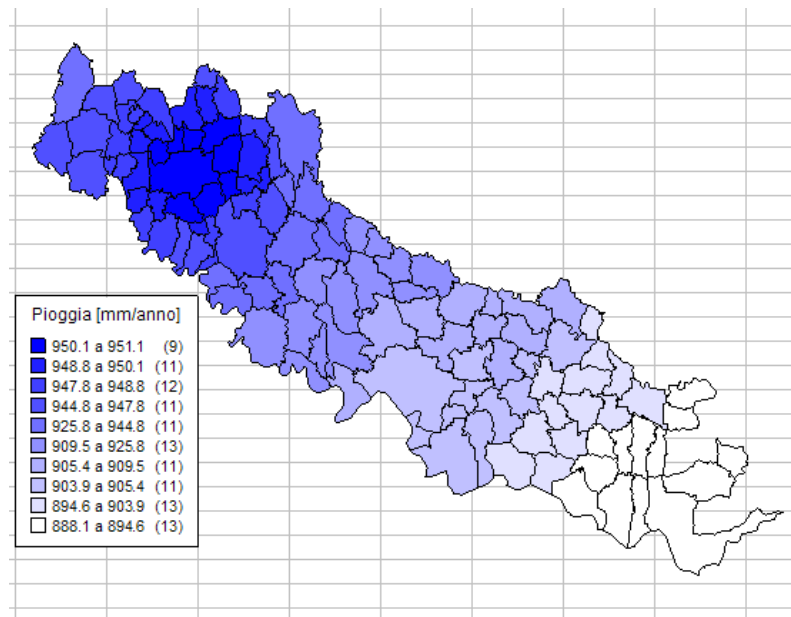 Pioggia [mm/anno]
950.1 a 951.1 (9)
948.8 a 950.1 (11)
947.8 a 948.8 (12)
944.8 a 947.8 (11)
925.8 a 944.8 (11)
909.5 a 925.8 (13)
905.4 a 909.5 (11)
903.9 a 905.4 (11)
894.6 a 903.9 (13)
888.1 a 894.6 (13)